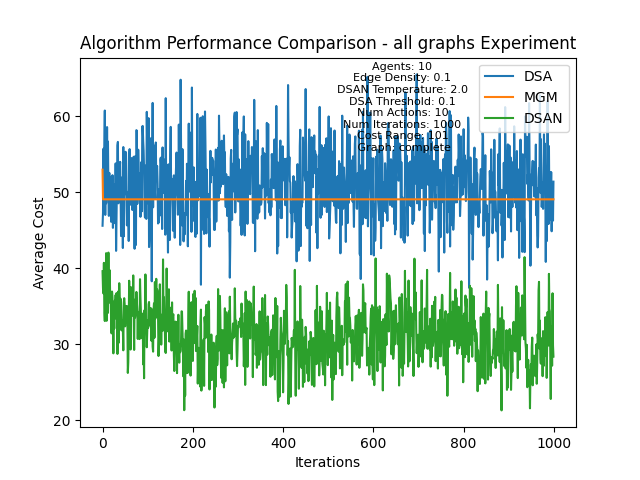 Algorithm Performance Comparison - all graphs Experiment
Agents: 10
Edge Density: 0.1
DSAN Temperature: 2.0
DSA Threshold: 0.1
Num Actions: 10
Num Iterations: 1000
Cost Range: 101
Graph: complete
DSA
MGM
DSAN
Average Cost
60
50
40
30
20
0
200
400
600
800
1000
Iterations